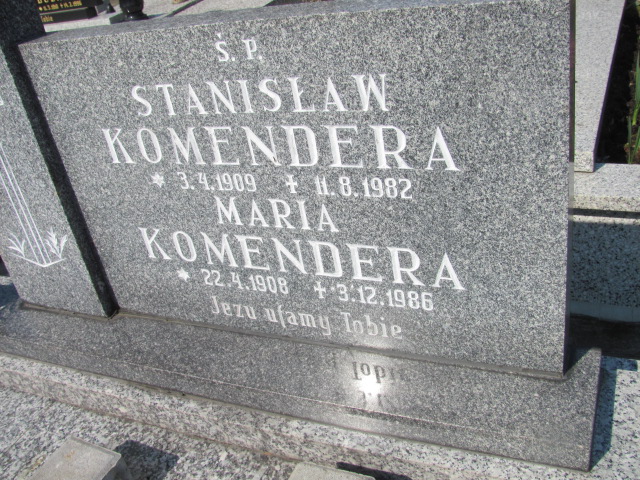 Ś. P.
STANISŁAW
KOMENDERA
* 3.4.1909 + 11.8.1982
MARIA
KOMENDERA
* 22.4.1908 + 3.12.1986
Jezu ufamy Tobie